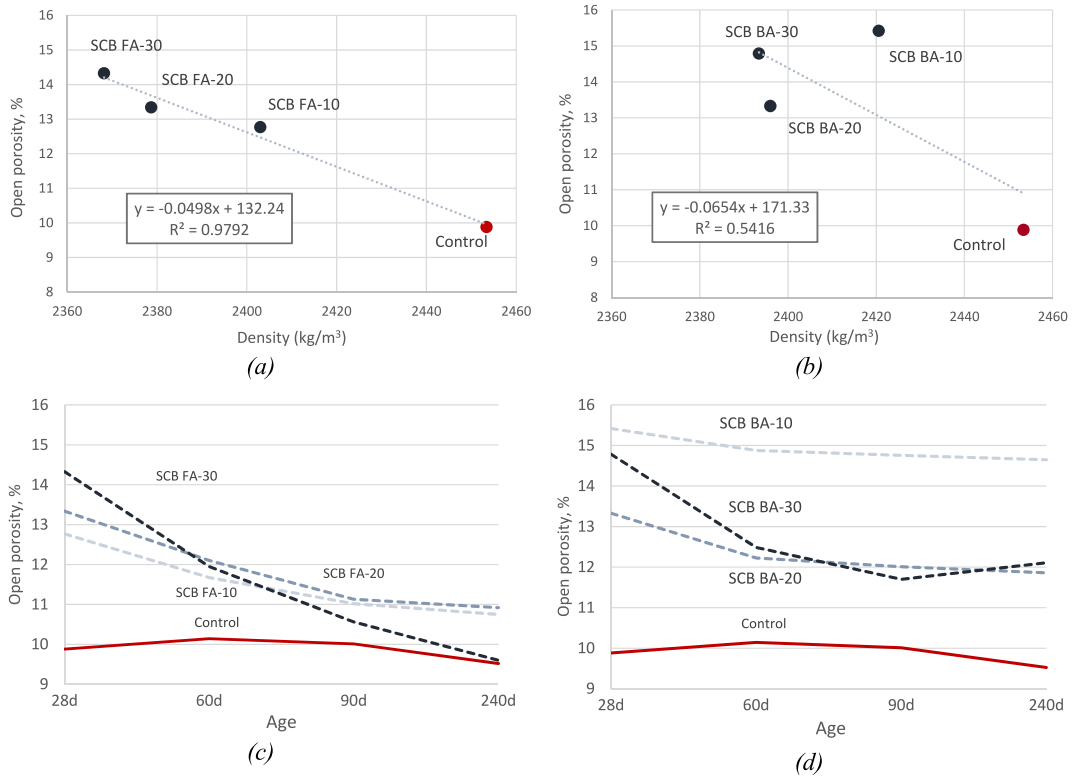 16
15
14
13
12
11
10
9
8
Open porosity, %
SCB FA-30
SCB FA-20
SCB FA-10
y = -0.0498x + 132.24
R² = 0.9792
Control
2360 2380 2400 2420 2440 2460
Density (kg/m³)
(a)
16
15
14
13
12
11
10
9
8
Open porosity, %
SCB BA-30
SCB BA-10
SCB BA-20
y = -0.0654x + 171.33
R² = 0.5416
Control
2360 2380 2400 2420 2440 2460
Density (kg/m³)
(b)
16
15
14
13
12
11
10
9
Open porosity, %
SCB FA-30
SCB FA-20
SCB FA-10
Control
28d 60d 90d 240d
Age
(c)
16
15
14
13
12
11
10
9
Open porosity, %
SCB BA-10
SCB BA-30
SCB BA-20
Control
28d 60d 90d 240d
Age
(d)